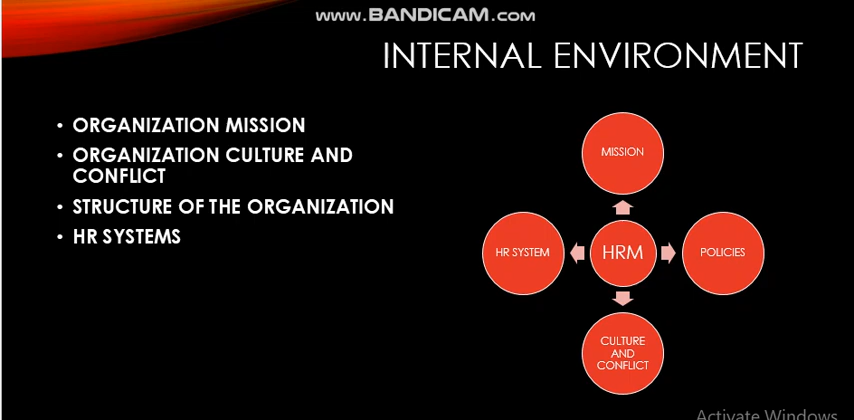 www.BANDICAM.com
INTERNAL ENVIRONMENT
• ORGANIZATION MISSION
• ORGANIZATION CULTURE AND
CONFLICT
• STRUCTURE OF THE ORGANIZATION
• HR SYSTEMS
MISSION
HR SYSTEM
HRM
POLICIES
CULTURE
AND
CONFLICT
Activate Windows